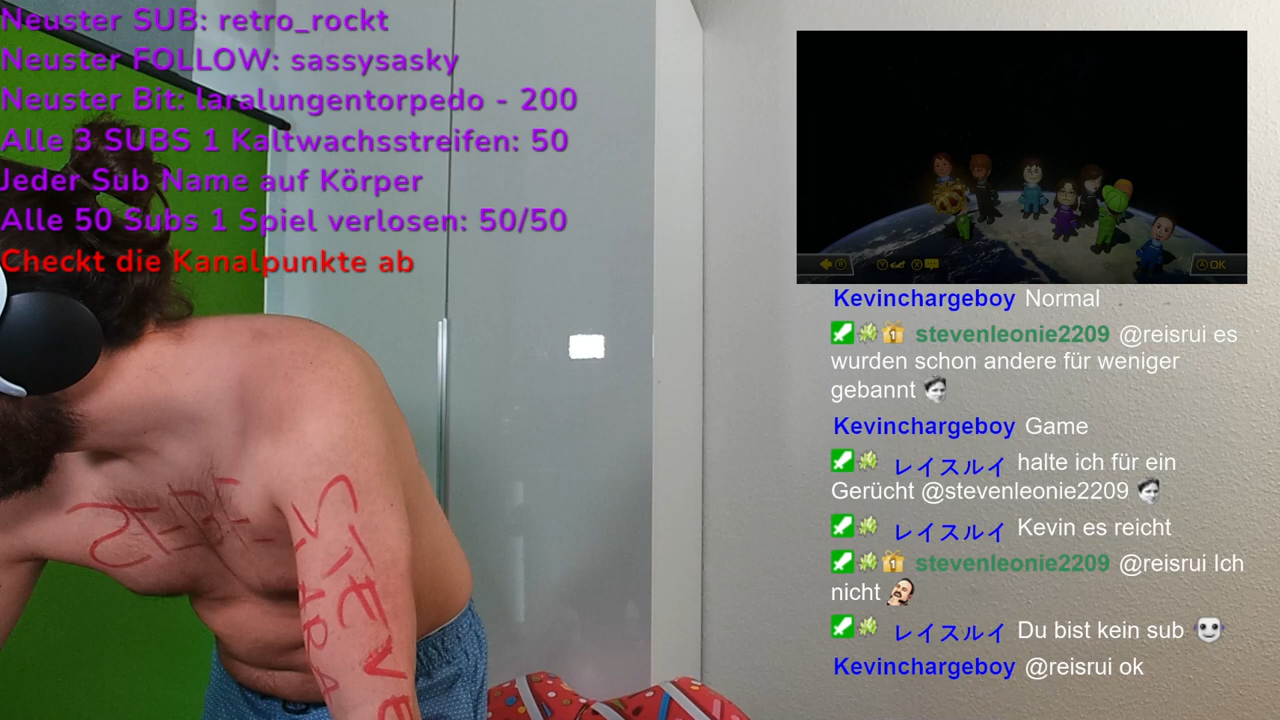 Neuster SUB: retro_rockt
Neuster FOLLOW: sassysasky
Neuster Bit: laralungentorpedo - 200
Alle 3 SUBS 1 Kaltwachsstreifen: 50
Jeder Sub Name auf Körper
Alle 50 Subs 1 Spiel verlosen: 50/50
Checkt die Kanalpunkte ab
B Y X A OK
Kevinchargeboy Normal
1 stevenleonie2209 @reisrui es
wurden schon andere für weniger
gebannt
Kevinchargeboy Game
レイスルイ halte ich für ein
Gerücht @stevenleonie2209
レイスルイ Kevin es reicht
1 stevenleonie2209 @reisrui Ich
nicht
レイスルイ Du bist kein sub
Kevinchargeboy @reisrui ok
STEVE